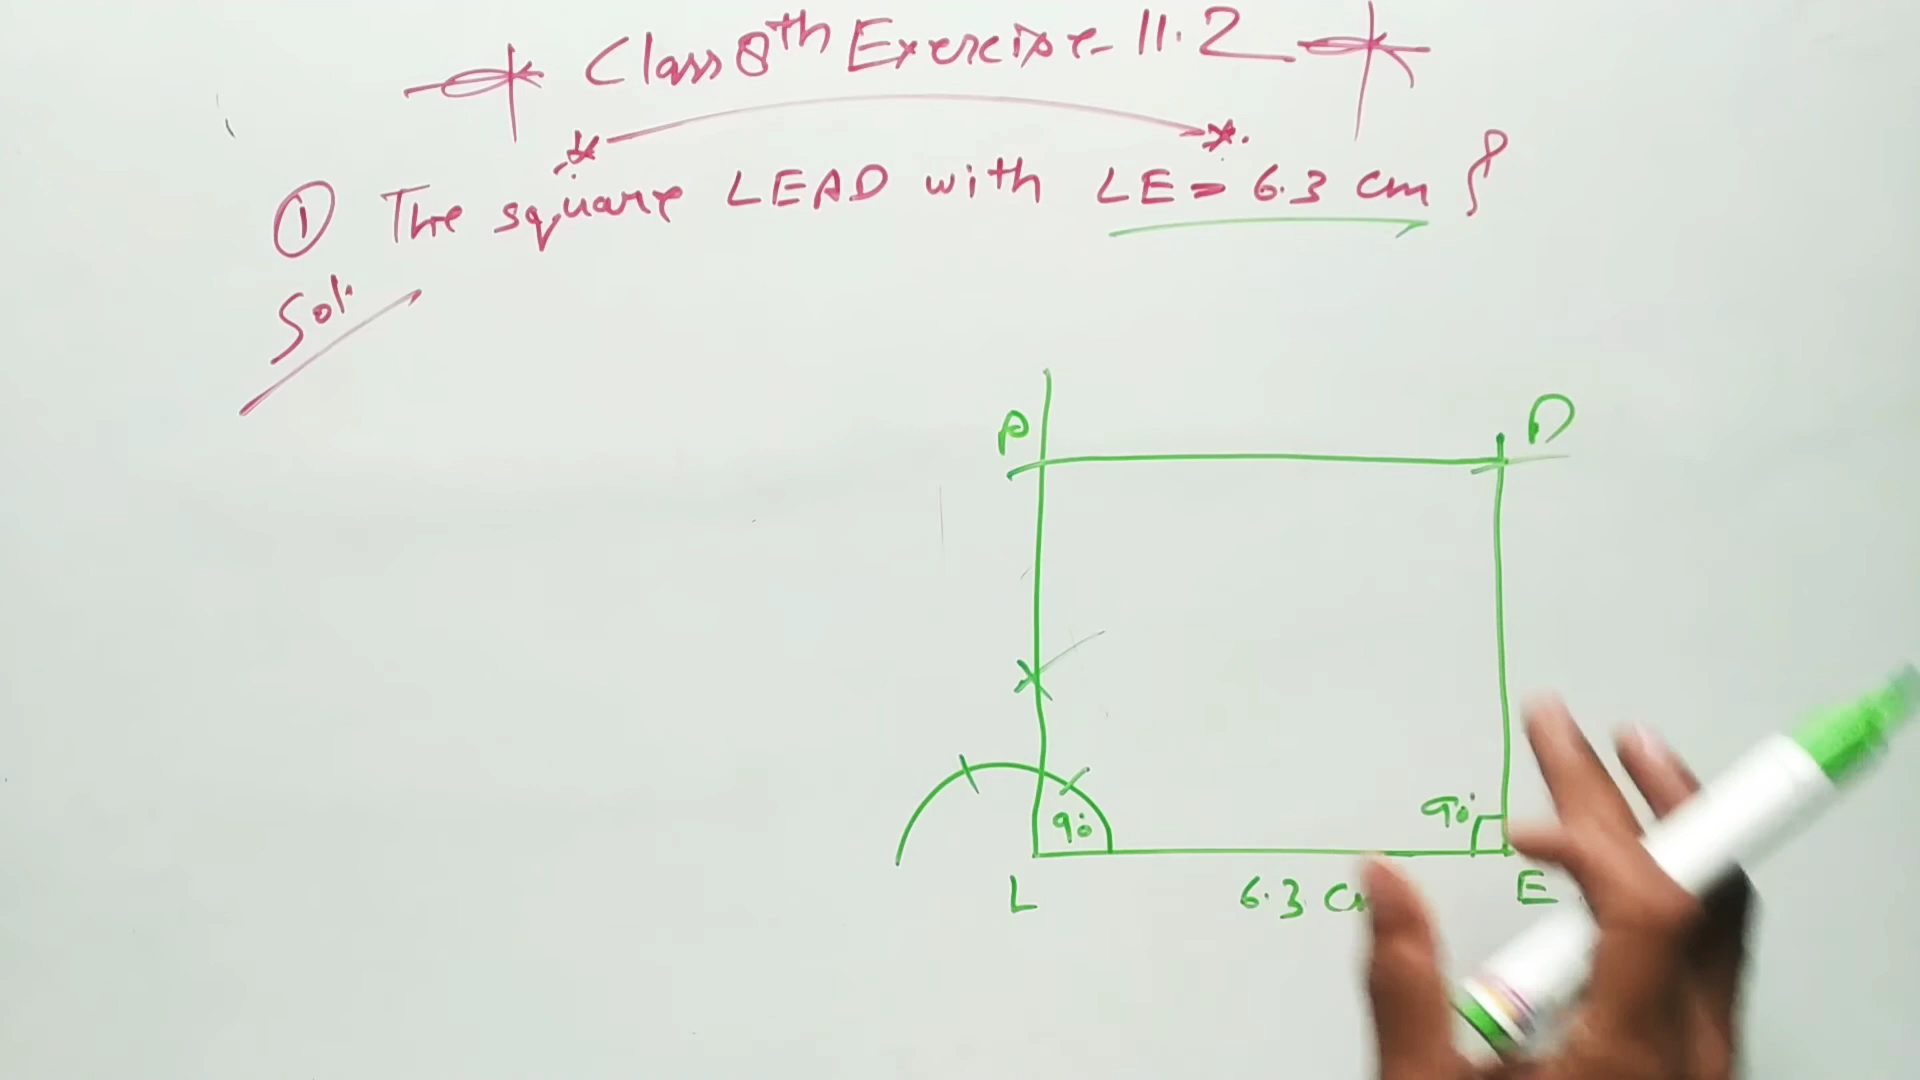 Class 8th Exercise-11.2
① The square LEAD with LE = 6.3 cm
Sol.
A D
90° 90°
L 6.3 E